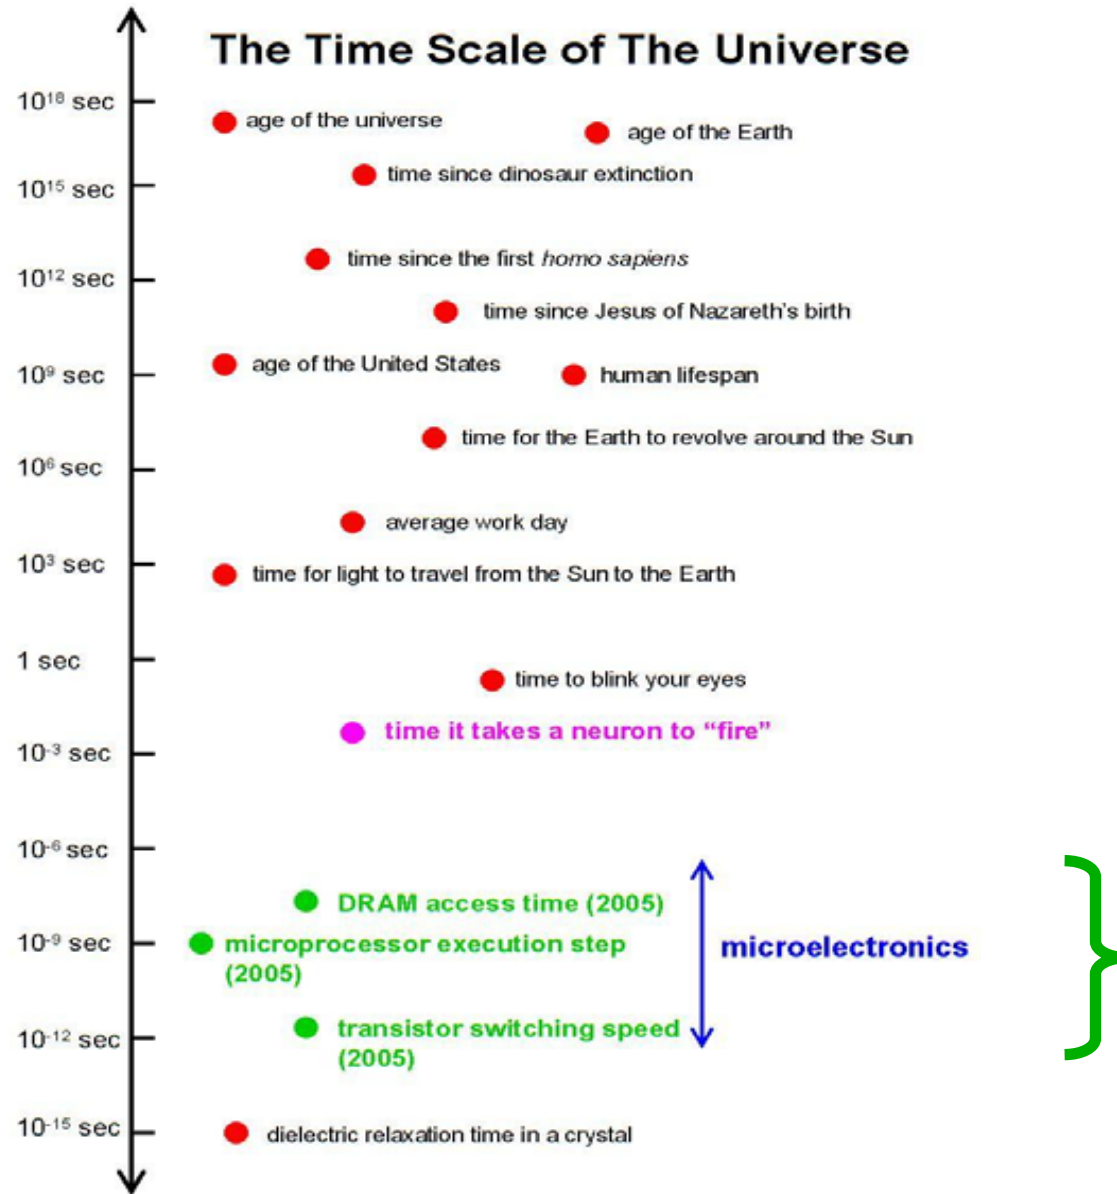 The Time Scale of The Universe
10¹⁸ sec
age of the universe
age of the Earth
time since dinosaur extinction
10¹⁵ sec
time since the first homo sapiens
10¹² sec
time since Jesus of Nazareth's birth
age of the United States
10⁹ sec
human lifespan
time for the Earth to revolve around the Sun
10⁶ sec
average work day
10³ sec
time for light to travel from the Sun to the Earth
1 sec
time to blink your eyes
time it takes a neuron to “fire”
10⁻³ sec
10⁻⁶ sec
DRAM access time (2005)
10⁻⁹ sec
microprocessor execution step
(2005)
microelectronics
transistor switching speed
(2005)
10⁻¹² sec
10⁻¹⁵ sec
dielectric relaxation time in a crystal